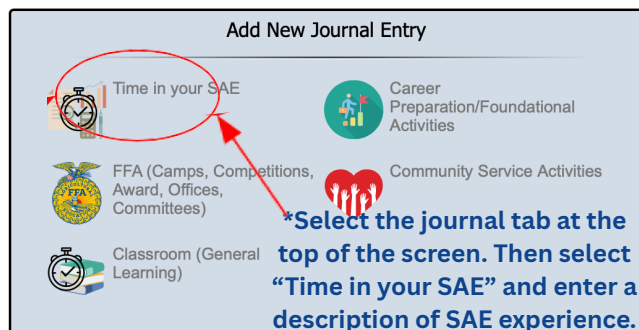 Add New Journal Entry
Time in your SAE
Career
Preparation/Foundational
Activities
FFA (Camps, Competitions,
Award, Offices,
Committees)
FFA
Community Service Activities
Classroom (General
Learning)
*Select the journal tab at the
top of the screen. Then select
“Time in your SAE” and enter a
description of SAE experience.